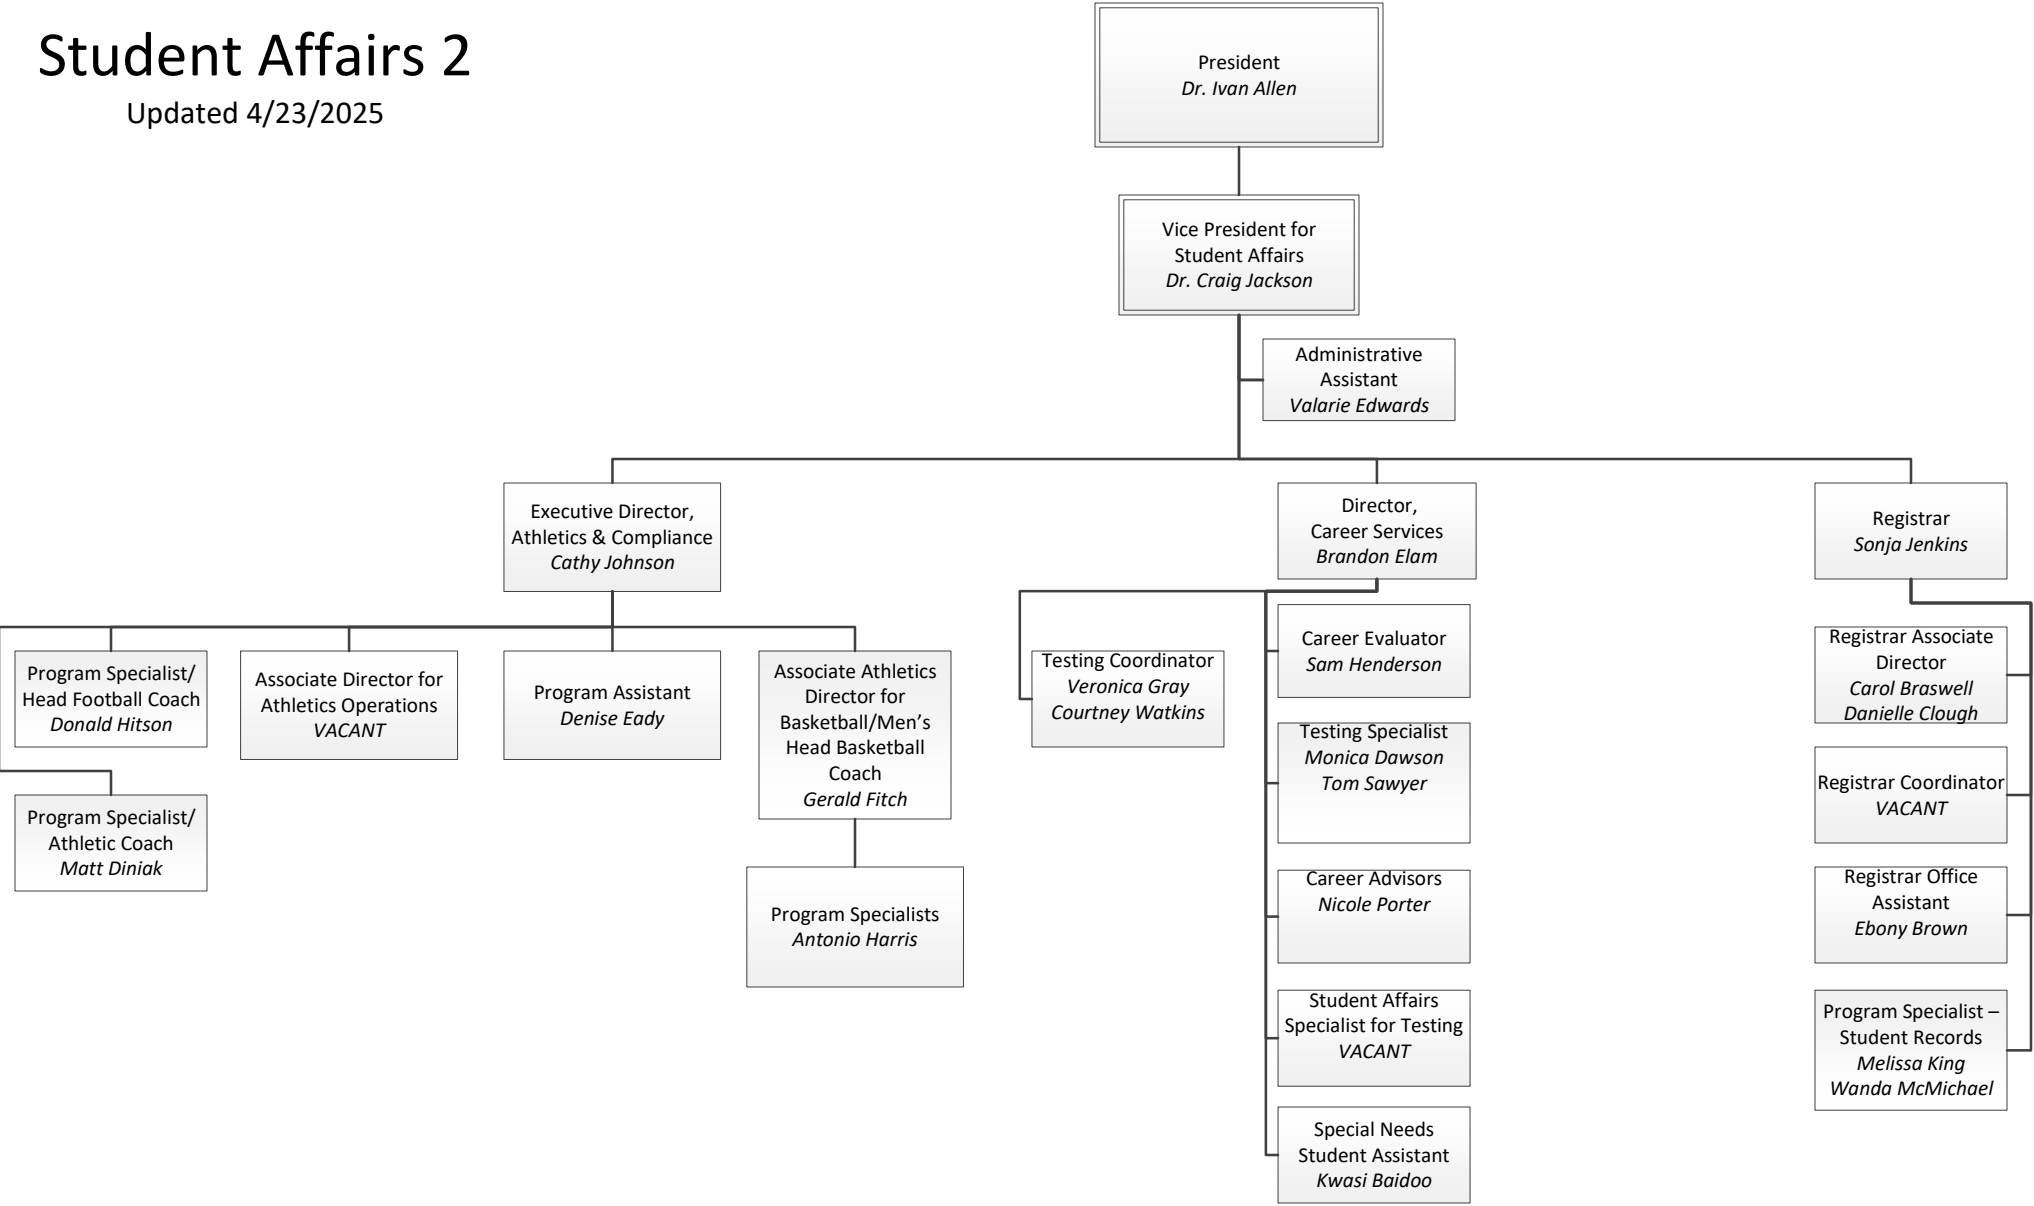 Student Affairs 2
Updated 4/23/2025
President
Dr. Ivan Allen
Vice President for
Student Affairs
Dr. Craig Jackson
Administrative
Assistant
Valarie Edwards
Executive Director,
Athletics & Compliance
Cathy Johnson
Director,
Career Services
Brandon Elam
Registrar
Sonja Jenkins
Program Specialist/
Head Football Coach
Donald Hitson
Associate Director for
Athletics Operations
VACANT
Program Assistant
Denise Eady
Associate Athletics
Director for
Basketball/Men’s
Head Basketball
Coach
Gerald Fitch
Program Specialist/
Athletic Coach
Matt Diniak
Program Specialists
Antonio Harris
Testing Coordinator
Veronica Gray
Courtney Watkins
Career Evaluator
Sam Henderson
Testing Specialist
Monica Dawson
Tom Sawyer
Career Advisors
Nicole Porter
Student Affairs
Specialist for Testing
VACANT
Special Needs
Student Assistant
Kwasi Baidoo
Registrar Associate
Director
Carol Braswell
Danielle Clough
Registrar Coordinator
VACANT
Registrar Office
Assistant
Ebony Brown
Program Specialist –
Student Records
Melissa King
Wanda McMichael